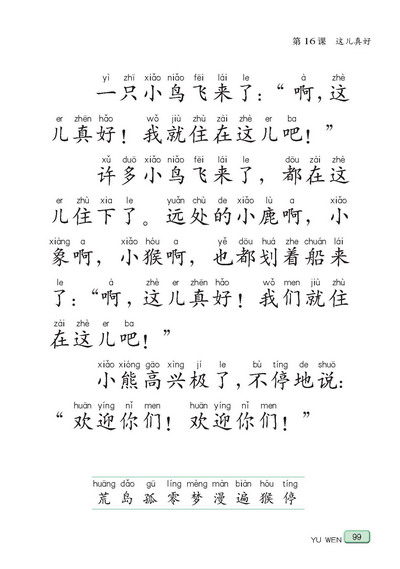 第16课 这儿真好
yì zhī xiǎo niǎo fēi lái le ā zhè
一只小鸟飞来了：“啊，这
er zhēn hǎo wǒ jiù zhù zài zhè er ba
儿真好！我就住在这儿吧！”
xǔ duō xiǎo niǎo fēi lái le dōu zài zhè
许多小鸟飞来了，都在这
er zhù xia le yuǎn chù de xiǎo lù a xiǎo
儿住下了。远处的小鹿啊，小
xiàng a xiǎo hóu a yě dōu huá zhe chuán lái
象啊，小猴啊，也都划着船来
le ā zhè er zhēn hǎo wǒ men jiù zhù
了：“啊，这儿真好！我们就住
zài zhè er ba
在这儿吧！”
xiǎo xióng gāo xìng jí le bù tíng de shuō
小熊高兴极了，不停地说：
huān yíng nǐ men huān yíng nǐ men
“欢迎你们！欢迎你们！”
huāng dǎo gū líng mèng màn biàn hóu tíng
荒 岛 孤 零 梦 漫 遍 猴 停
YU WEN 99